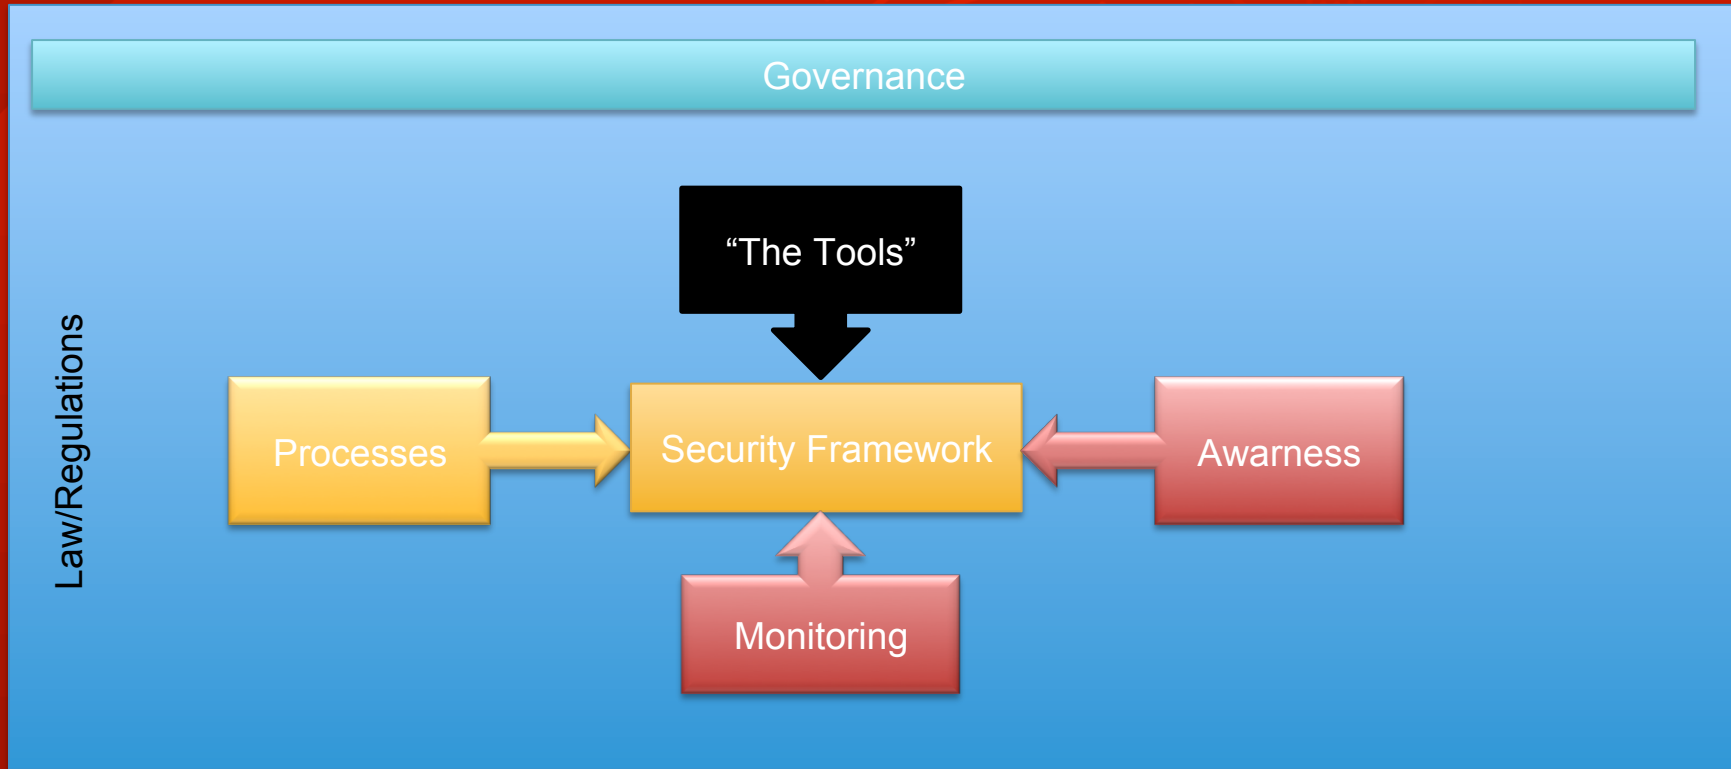 Governance
“The Tools”
Law/Regulations
Processes
Security Framework
Awarness
Monitoring